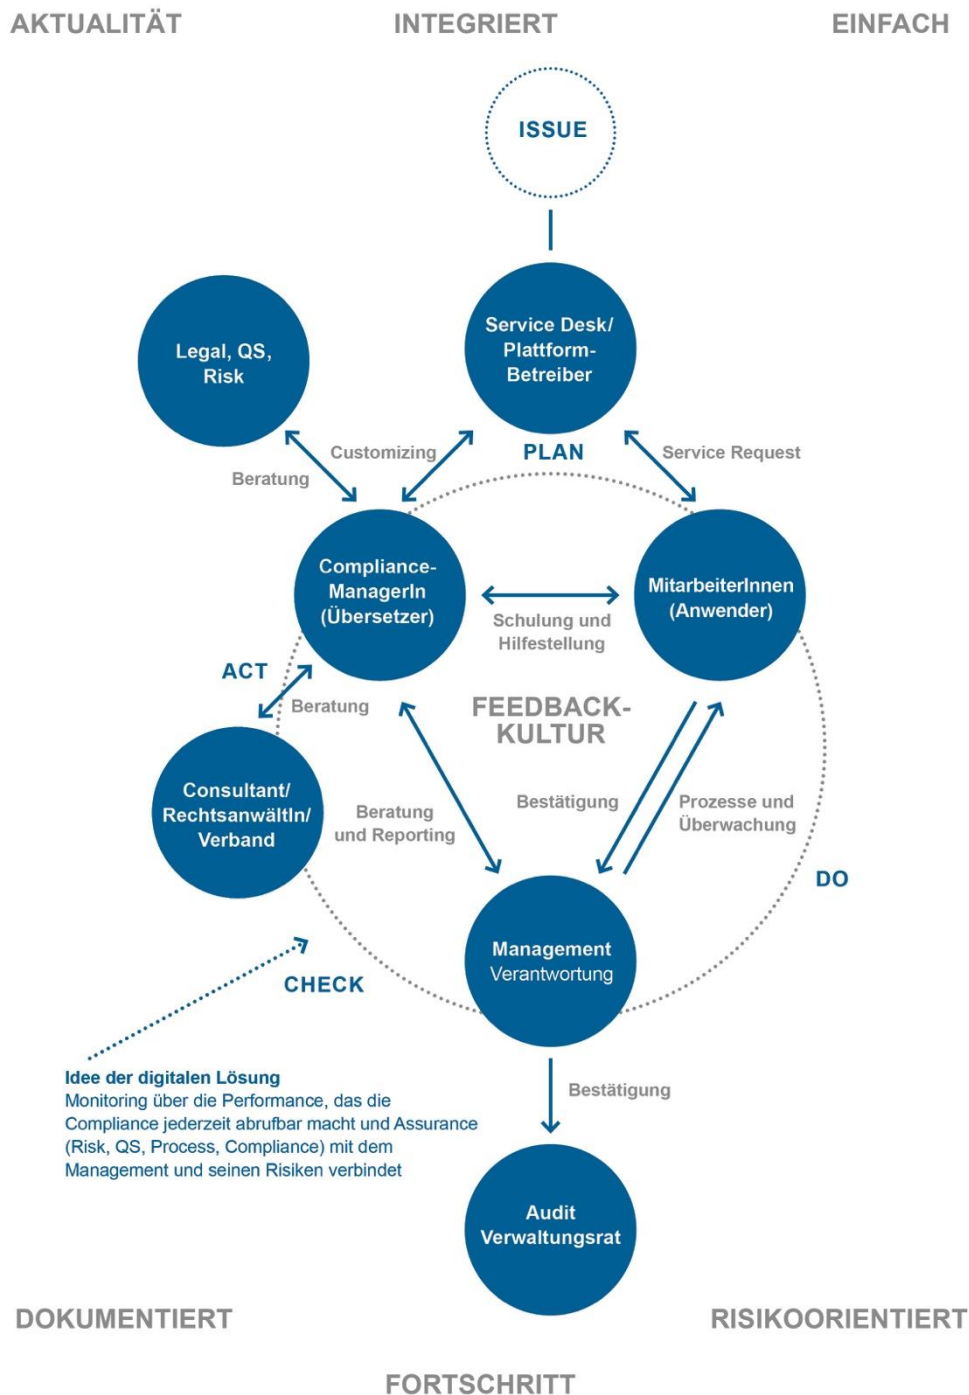 AKTUALITÄT
INTEGRIERT
EINFACH
ISSUE
Service Desk/
Plattform-
Betreiber
Legal, QS,
Risk
Customizing
PLAN
Service Request
Beratung
Compliance-
ManagerIn
(Übersetzer)
MitarbeiterInnen
(Anwender)
Schulung und
Hilfestellung
ACT
Beratung
FEEDBACK-
KULTUR
Consultant/
RechtsanwältIn/
Verband
Beratung
und Reporting
Bestätigung
Prozesse und
Überwachung
DO
Management
Verantwortung
CHECK
Idee der digitalen Lösung
Monitoring über die Performance, das die
Compliance jederzeit abrufbar macht und Assurance
(Risk, QS, Process, Compliance) mit dem
Management und seinen Risiken verbindet
Bestätigung
Audit
Verwaltungsrat
DOKUMENTIERT
RISIKOORIENTIERT
FORTSCHRITT